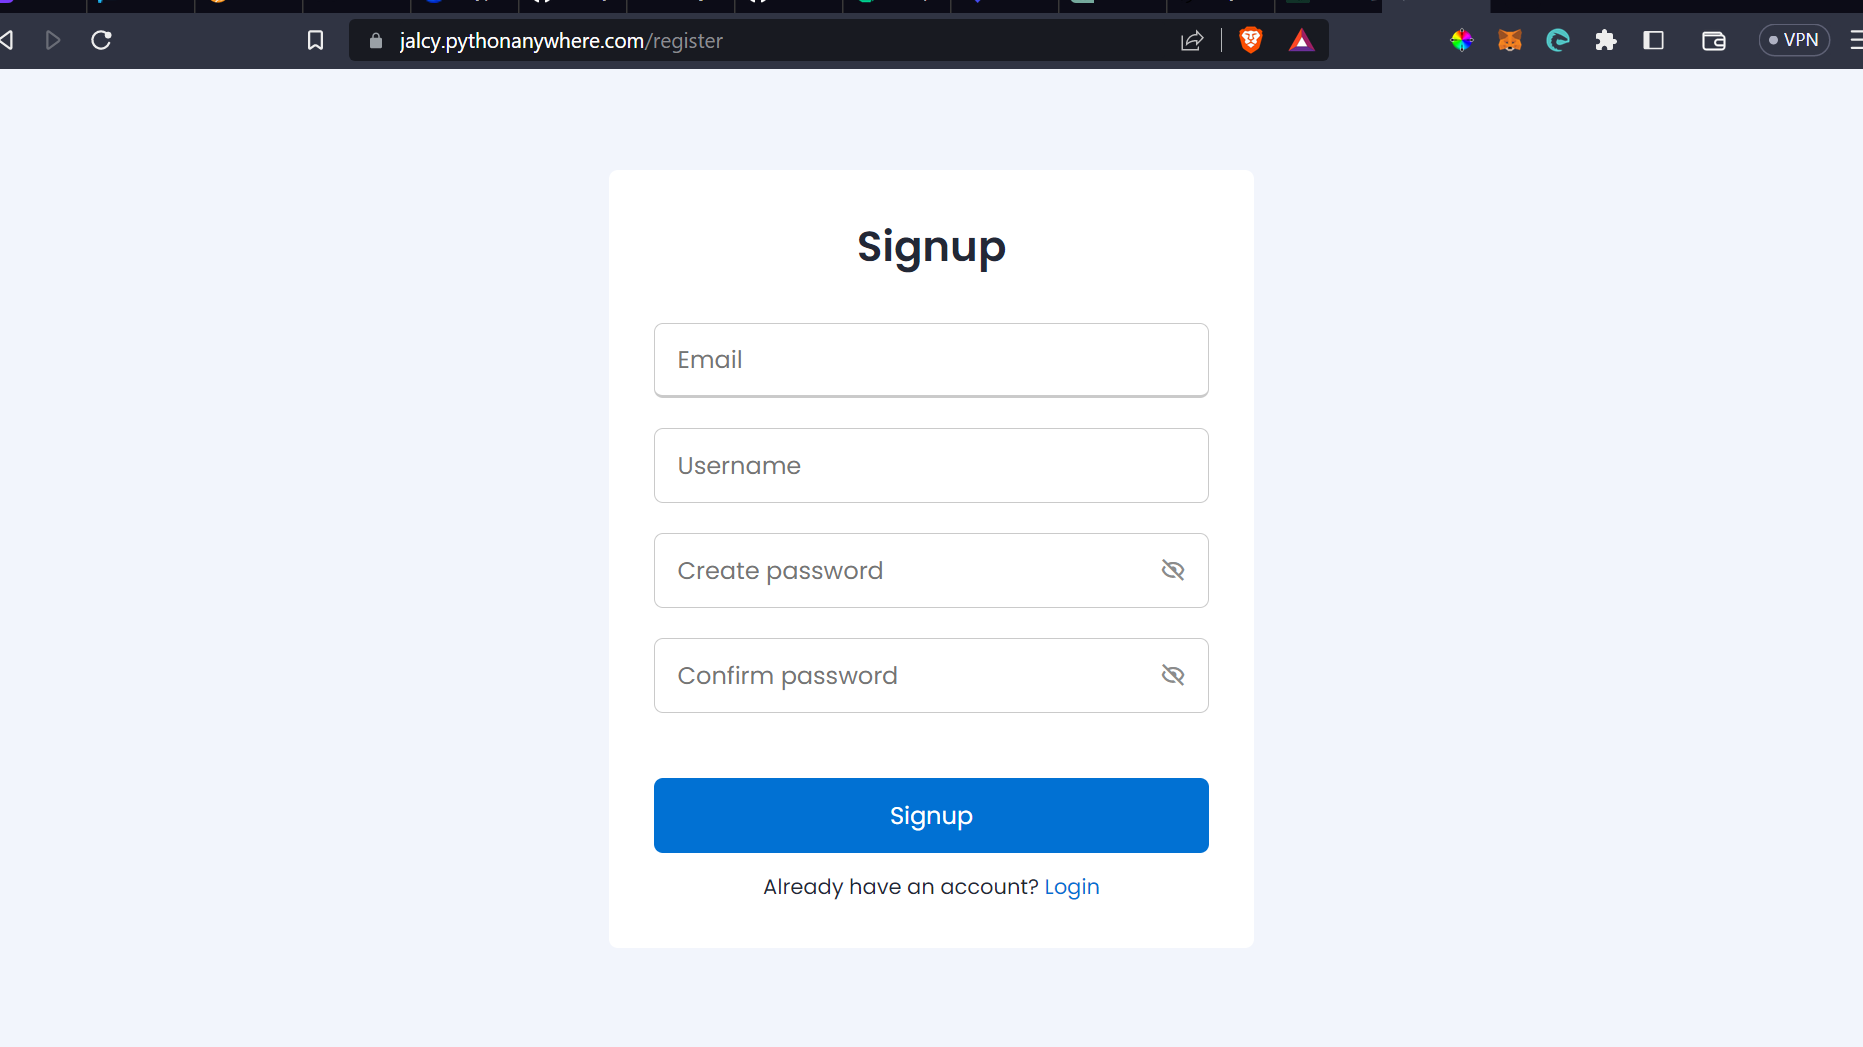 jalcy.pythonanywhere.com/register
VPN
Signup
Email
Username
Create password
Confirm password
Signup
Already have an account? Login